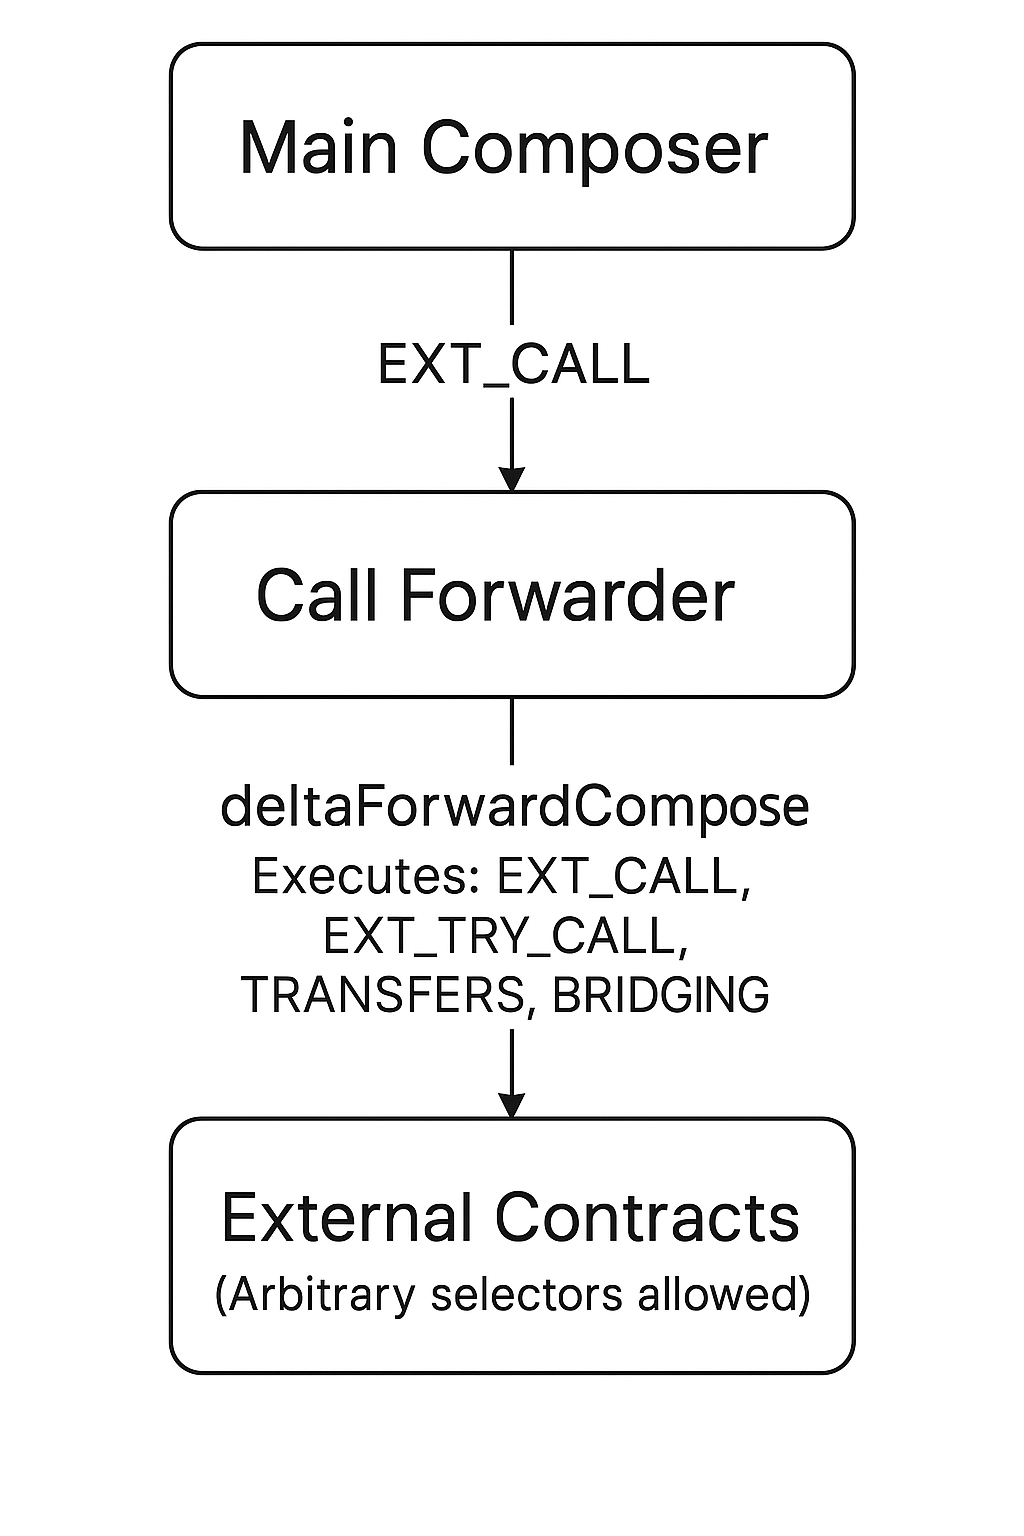 Main Composer
EXT_CALL
Call Forwarder
deltaForwardCompose
Executes: EXT_CALL,
EXT_TRY_CALL,
TRANSFERS, BRIDGING
External Contracts
(Arbitrary selectors allowed)